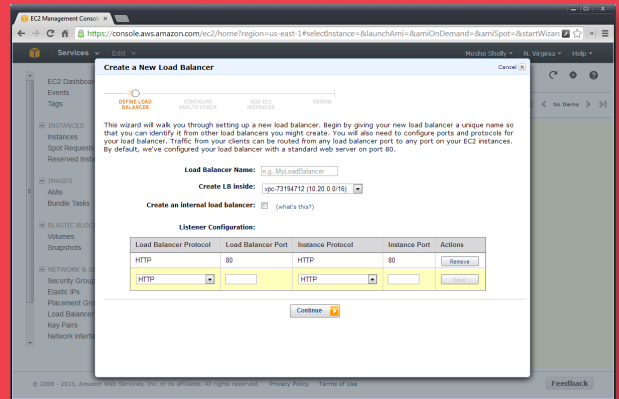 EC2 Management Consol
https://console.aws.amazon.com/ec2/home?region=us-east-1#selectInstance=&launchAmi=&amiOnDemand=&amiSpot=&startWizard
Services Edit Moshe Shelly N. Virginia Help
Create a New Load Balancer Cancel
EC2 Dashboar
Events
Tags
INSTANCES
Instances
Spot Requests
Reserved Insta
IMAGES
AMIs
Bundle Tasks
ELASTIC BLOC
Volumes
Snapshots
NETWORK & SE
Security Group
Elastic IPs
Placement Gro
Load Balancer
Key Pairs
Network Interfa
No Items
DEFINE LOAD BALANCER
CONFIGURE HEALTH CHECK
ADD EC2 INSTANCES
REVIEW
This wizard will walk you through setting up a new load balancer. Begin by giving your new load balancer a unique name so
that you can identify it from other load balancers you might create. You will also need to configure ports and protocols for
your load balancer. Traffic from your clients can be routed from any load balancer port to any port on your EC2 instances.
By default, we've configured your load balancer with a standard web server on port 80.
Load Balancer Name: e.g. MyLoadBalancer
Create LB inside: vpc-73194712 (10.20.0.0/16)
Create an internal load balancer: (what's this?)
Listener Configuration:
Load Balancer Protocol Load Balancer Port Instance Protocol Instance Port Actions
HTTP 80 HTTP 80 Remove
HTTP HTTP Save
Continue
© 2008 - 2013, Amazon Web Services, Inc. or its affiliates. All rights reserved. Privacy Policy Terms of Use Feedback